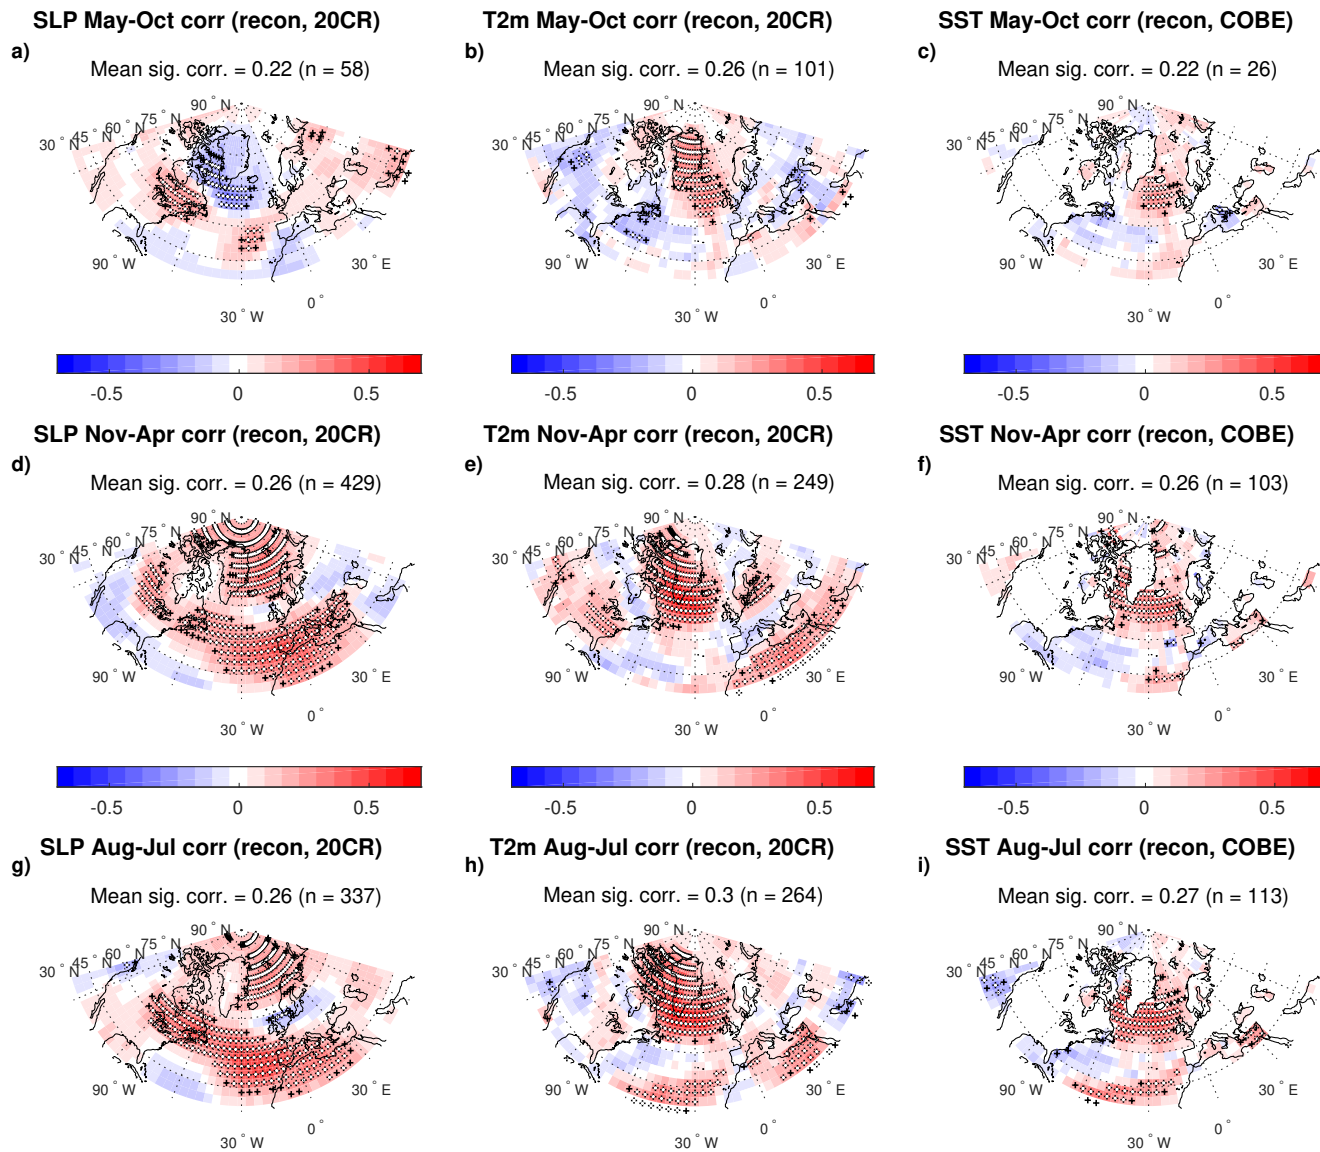 SLP May-Oct corr (recon, 20CR)
a)
Mean sig. corr. = 0.22 (n = 58)
90° N
75° N
60° N
45° N
30° N
90° W
30° W
0°
30° E
-0.5 0 0.5
T2m May-Oct corr (recon, 20CR)
b)
Mean sig. corr. = 0.26 (n = 101)
90° N
75° N
60° N
45° N
30° N
90° W
30° W
0°
30° E
-0.5 0 0.5
SST May-Oct corr (recon, COBE)
c)
Mean sig. corr. = 0.22 (n = 26)
90° N
75° N
60° N
45° N
30° N
90° W
30° W
0°
30° E
-0.5 0 0.5
SLP Nov-Apr corr (recon, 20CR)
d)
Mean sig. corr. = 0.26 (n = 429)
90° N
75° N
60° N
45° N
30° N
90° W
30° W
0°
30° E
-0.5 0 0.5
T2m Nov-Apr corr (recon, 20CR)
e)
Mean sig. corr. = 0.28 (n = 249)
90° N
75° N
60° N
45° N
30° N
90° W
30° W
0°
30° E
-0.5 0 0.5
SST Nov-Apr corr (recon, COBE)
f)
Mean sig. corr. = 0.26 (n = 103)
90° N
75° N
60° N
45° N
30° N
90° W
30° W
0°
30° E
-0.5 0 0.5
SLP Aug-Jul corr (recon, 20CR)
g)
Mean sig. corr. = 0.26 (n = 337)
90° N
75° N
60° N
45° N
30° N
90° W
30° W
0°
30° E
T2m Aug-Jul corr (recon, 20CR)
h)
Mean sig. corr. = 0.3 (n = 264)
90° N
75° N
60° N
45° N
30° N
90° W
30° W
0°
30° E
SST Aug-Jul corr (recon, COBE)
i)
Mean sig. corr. = 0.27 (n = 113)
90° N
75° N
60° N
45° N
30° N
90° W
30° W
0°
30° E